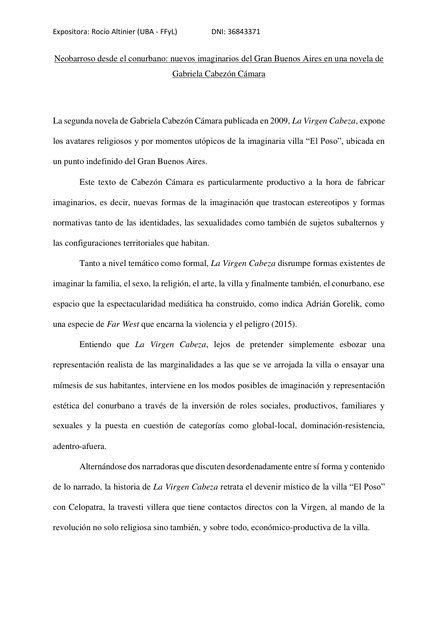 Expositora: Rocío Altinier (UBA - FFyL) DNI: 36843371
Neobarroso desde el conurbano: nuevos imaginarios del Gran Buenos Aires en una novela de
Gabriela Cabezón Cámara
La segunda novela de Gabriela Cabezón Cámara publicada en 2009, La Virgen Cabeza, expone
los avatares religiosos y por momentos utópicos de la imaginaria villa “El Poso”, ubicada en
un punto indefinido del Gran Buenos Aires.
Este texto de Cabezón Cámara es particularmente productivo a la hora de fabricar
imaginarios, es decir, nuevas formas de la imaginación que trastocan estereotipos y formas
normativas tanto de las identidades, las sexualidades como también de sujetos subalternos y
las configuraciones territoriales que habitan.
Tanto a nivel temático como formal, La Virgen Cabeza disrumpe formas existentes de
imaginar la familia, el sexo, la religión, el arte, la villa y finalmente también, el conurbano, ese
espacio que la espectacularidad mediática ha construido, como indica Adrián Gorelik, como
una especie de Far West que encarna la violencia y el peligro (2015).
Entiendo que La Virgen Cabeza, lejos de pretender simplemente esbozar una
representación realista de las marginalidades a las que se ve arrojada la villa o ensayar una
mímesis de sus habitantes, interviene en los modos posibles de imaginación y representación
estética del conurbano a través de la inversión de roles sociales, productivos, familiares y
sexuales y la puesta en cuestión de categorías como global-local, dominación-resistencia,
adentro-afuera.
Alternándose dos narradoras que discuten desordenadamente entre sí forma y contenido
de lo narrado, la historia de La Virgen Cabeza retrata el devenir místico de la villa “El Poso”
con Celopatra, la travesti villera que tiene contactos directos con la Virgen, al mando de la
revolución no solo religiosa sino también, y sobre todo, económico-productiva de la villa.